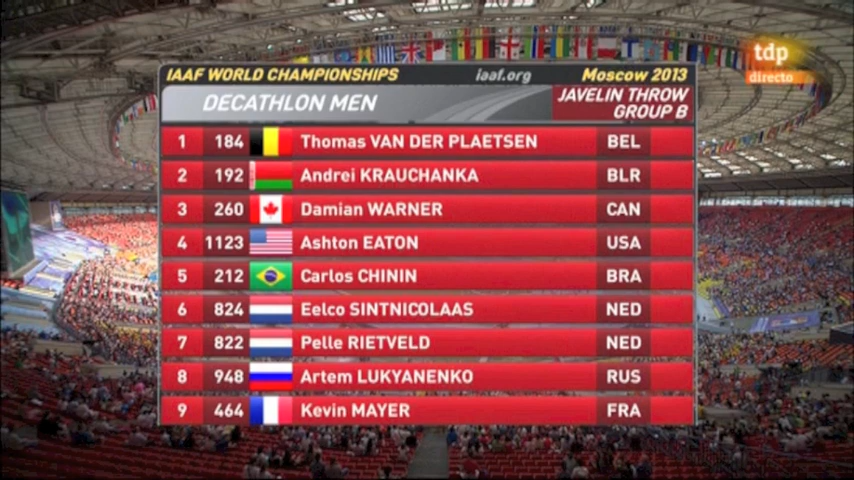 tdp
directo
IAAF WORLD CHAMPIONSHIPS iaaf.org Moscow 2013
DECATHLON MEN JAVELIN THROW
GROUP B
1 184 Thomas VAN DER PLAETSEN BEL
2 192 Andrei KRAUCHANKA BLR
3 260 Damian WARNER CAN
4 1123 Ashton EATON USA
5 212 Carlos CHININ BRA
6 824 Eelco SINTNICOLAAS NED
7 822 Pelle RIETVELD NED
8 948 Artem LUKYANENKO RUS
9 464 Kevin MAYER FRA